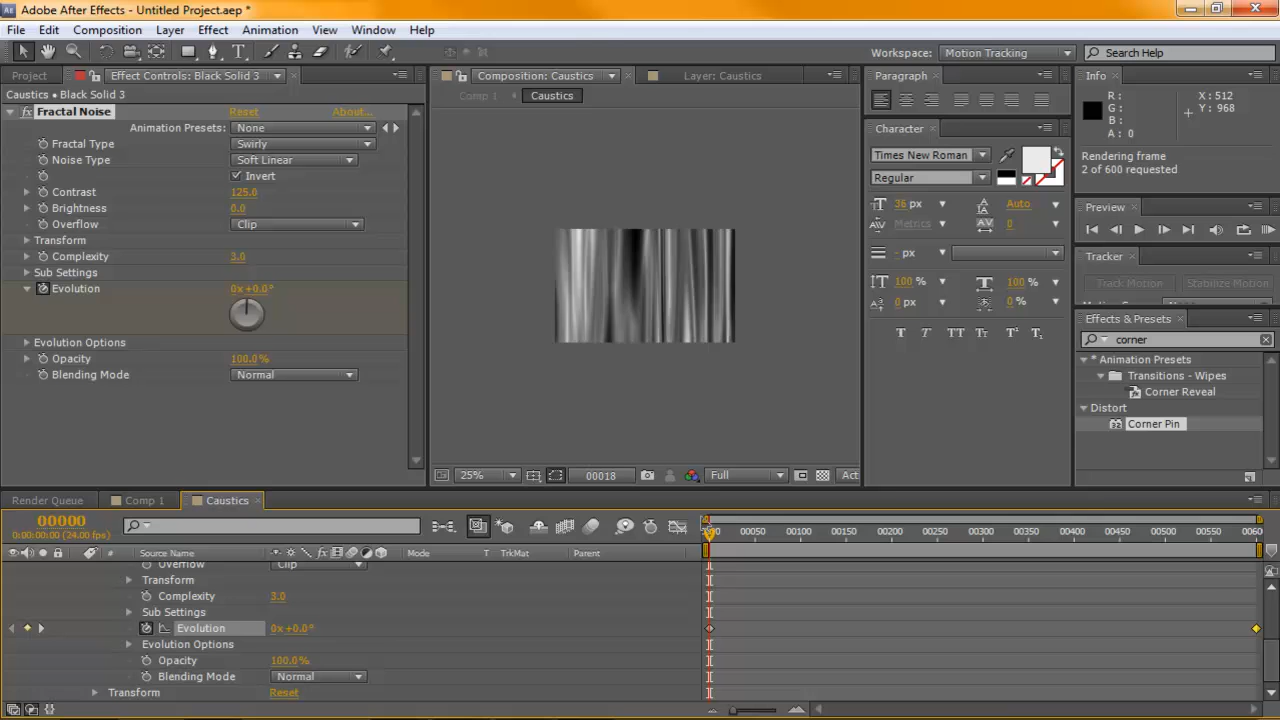 Adobe After Effects - Untitled Project.aep *
File Edit Composition Layer Effect Animation View Window Help
Workspace: Motion Tracking Search Help
Project Effect Controls: Black Solid 3 Composition: Caustics Layer: Caustics Paragraph Info
Caustics • Black Solid 3 Comp 1 Caustics
Fractal Noise Reset About...
Animation Presets: None
Fractal Type Swirly
Noise Type Soft Linear
Invert
Contrast 125.0
Brightness 0.0
Overflow Clip
Transform
Complexity 3.0
Sub Settings
Evolution 0x+0.0°
Evolution Options
Opacity 100.0%
Blending Mode Normal
25% 00018 Full Act
Character
Times New Roman
Regular
36 px Auto
Metrics 0
- px
100 % 100 %
0 px 0 %
T T TT Tr T¹ T₁
R: X: 512
G: Y: 968
B:
A: 0
Rendering frame
2 of 600 requested
Preview
Tracker
Track Motion Stabilize Motion
Effects & Presets
corner
* Animation Presets
Transitions - Wipes
Corner Reveal
Distort
Corner Pin
Render Queue Comp 1 Caustics
00000
0:00:00:00 (24.00 fps)
00050 00100 00150 00200 00250 00300 00350 00400 00450 00500 00550 0060
# Source Name Mode T TrkMat Parent
Overflow Clip
Transform
Complexity 3.0
Sub Settings
Evolution 0x+0.0°
Evolution Options
Opacity 100.0%
Blending Mode Normal
Transform Reset